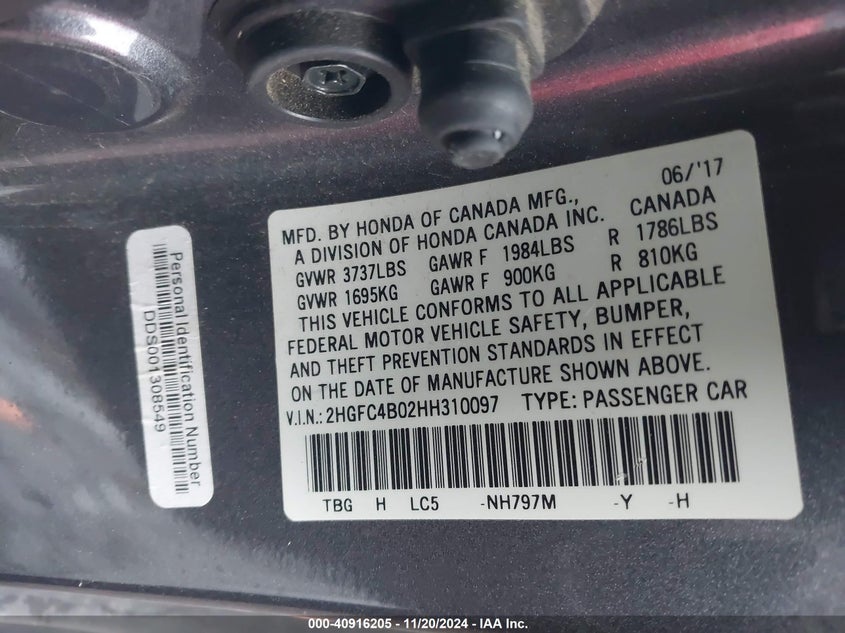 06/'17
MFD. BY HONDA OF CANADA MFG.,
A DIVISION OF HONDA CANADA INC. CANADA
GVWR 3737LBS GAWR F 1984LBS R 1786LBS
GVWR 1695KG GAWR F 900KG R 810KG
THIS VEHICLE CONFORMS TO ALL APPLICABLE
FEDERAL MOTOR VEHICLE SAFETY, BUMPER,
AND THEFT PREVENTION STANDARDS IN EFFECT
ON THE DATE OF MANUFACTURE SHOWN ABOVE.
V.I.N.: 2HGFC4B02HH310097 TYPE: PASSENGER CAR
TBG H LC5 -NH797M -Y -H
Personal Identification Number
DDS001308549
000-40916205 - 11/20/2024 - IAA Inc.